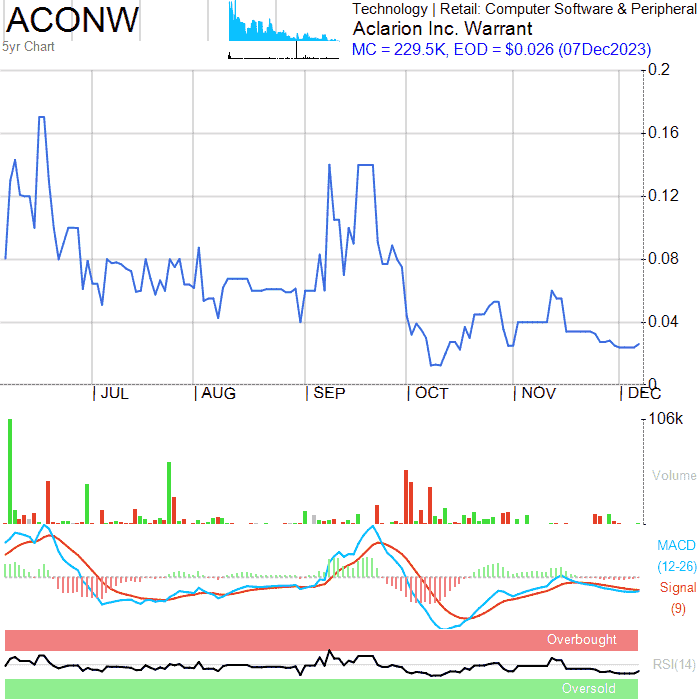 ACONW
5yr Chart
Technology | Retail: Computer Software & Peripheral
Aclarion Inc. Warrant
MC = 229.5K, EOD = $0.026 (07Dec2023)
0.2
0.16
0.12
0.08
0.04
0
JUL
AUG
SEP
OCT
NOV
DEC
106k
Volume
MACD
(12-26)
Signal
(9)
Overbought
RSI(14)
Oversold